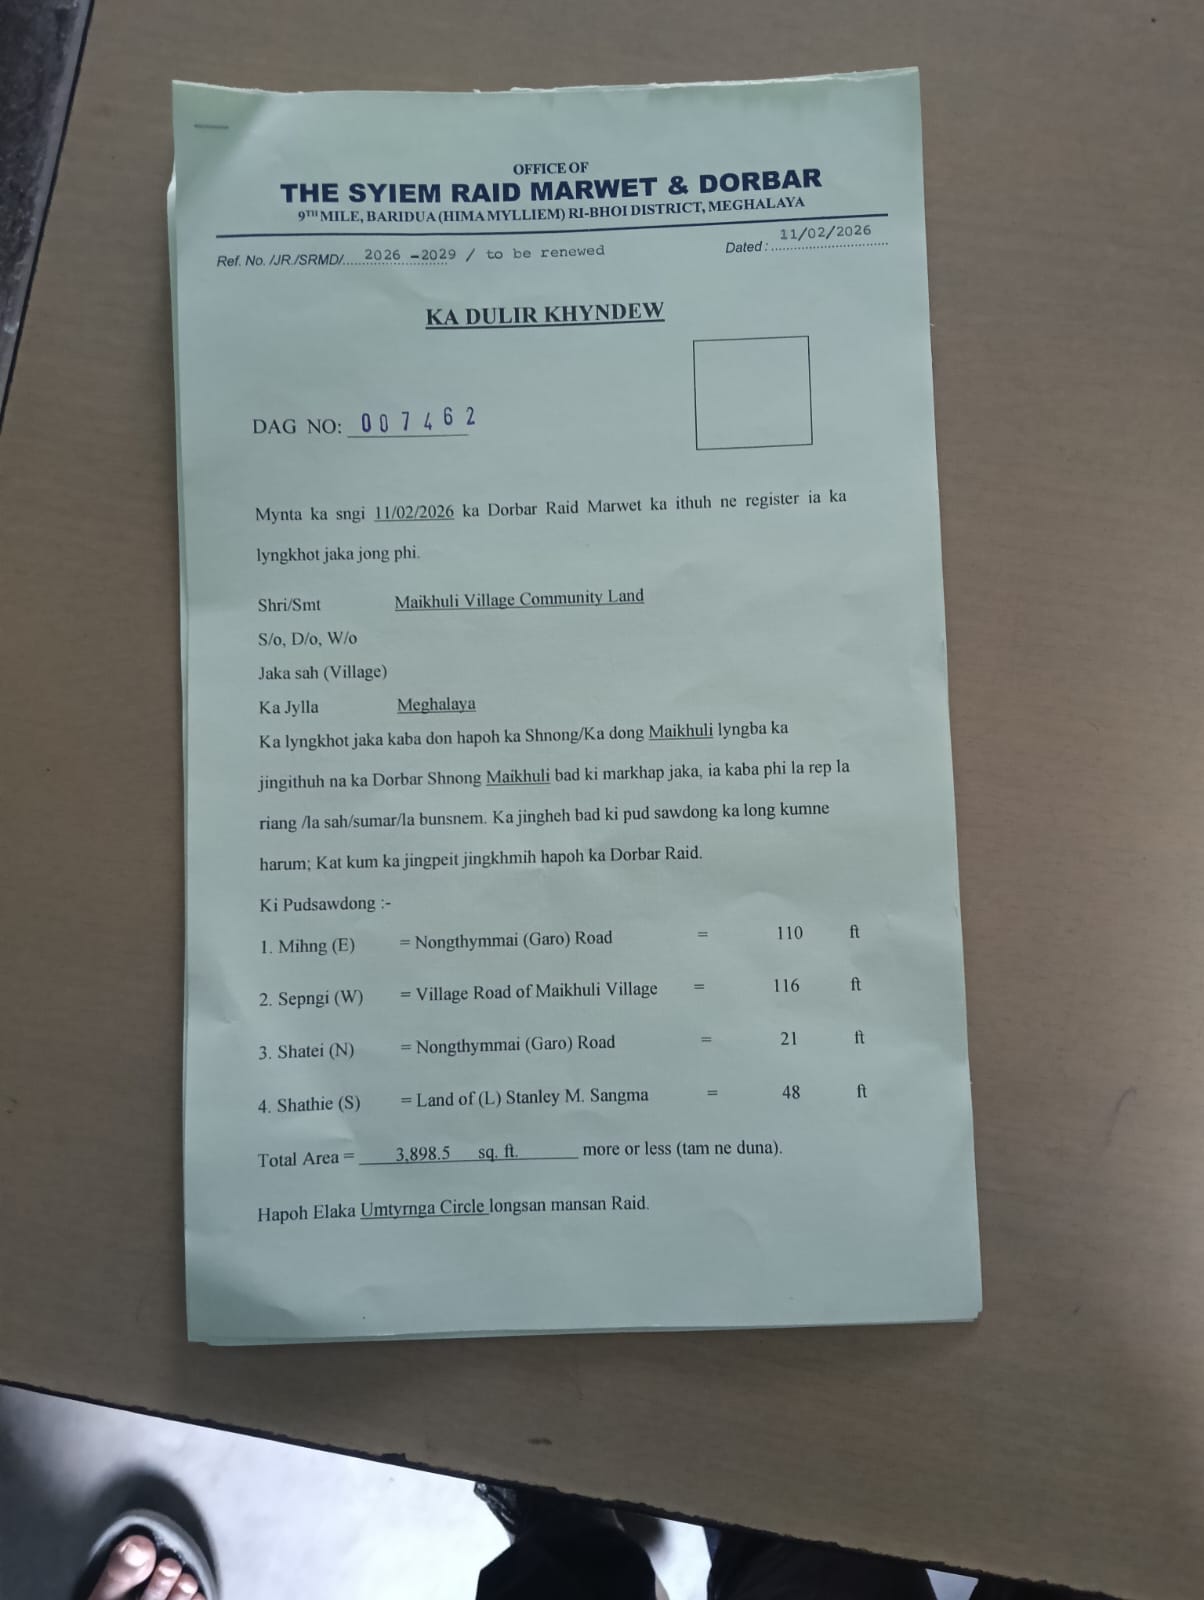 OFFICE OF
THE SYIEM RAID MARWET & DORBAR
9TH MILE, BARIDUA (HIMA MYLLIEM) RI-BHOI DISTRICT, MEGHALAYA
Ref. No. /JR./SRMD/.... 2026 -2029 / to be renewed Dated : 11/02/2026
KA DULIR KHYNDEW
DAG NO: 007462
Mynta ka sngi 11/02/2026 ka Dorbar Raid Marwet ka ithuh ne register ia ka
lyngkhot jaka jong phi.
Shri/Smt Maikhuli Village Community Land
S/o, D/o, W/o
Jaka sah (Village)
Ka Jylla Meghalaya
Ka lyngkhot jaka kaba don hapoh ka Shnong/Ka dong Maikhuli lyngba ka
jingithuh na ka Dorbar Shnong Maikhuli bad ki markhap jaka, ia kaba phi la rep la
riang /la sah/sumar/la bunsnem. Ka jingheh bad ki pud sawdong ka long kumne
harum; Kat kum ka jingpeit jingkhmih hapoh ka Dorbar Raid.
Ki Pudsawdong :-
1. Mihng (E) = Nongthymmai (Garo) Road = 110 ft
2. Sepngi (W) = Village Road of Maikhuli Village = 116 ft
3. Shatei (N) = Nongthymmai (Garo) Road = 21 ft
4. Shathie (S) = Land of (L) Stanley M. Sangma = 48 ft
Total Area = 3,898.5 sq. ft. more or less (tam ne duna).
Hapoh Elaka Umtyrnga Circle longsan mansan Raid.